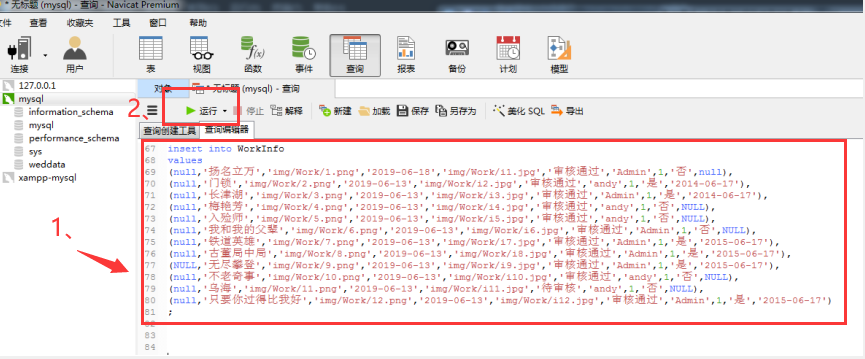 * 无标题 (mysql) - 查询 - Navicat Premium
文件 查看 收藏夹 工具 窗口 帮助
连接 用户 表 视图 函数 事件 查询 报表 备份 计划 模型
f(x)
127.0.0.1
mysql
information_schema
mysql
performance_schema
sys
weddata
xampp-mysql
对象 * 无标题 (mysql) - 查询
2、 运行 停止 解释 新建 加载 保存 另存为 美化 SQL 导出
查询创建工具 查询编辑器
1、
67 insert into WorkInfo
68 values
69 (null,'扬名立万','img/Work/1.png','2019-06-18','img/Work/i1.jpg','审核通过','Admin',1,'否',null),
70 (null,'门锁','img/Work/2.png','2019-06-13','img/Work/i2.jpg','审核通过','andy',1,'是','2014-06-17'),
71 (null,'长津湖','img/Work/3.png','2019-06-13','img/Work/i3.jpg','审核通过','Admin',1,'是','2014-06-17'),
72 (null,'梅艳芳','img/Work/4.png','2019-06-13','img/Work/i4.jpg','审核通过','andy',1,'否',NULL),
73 (null,'入殓师','img/Work/5.png','2019-06-13','img/Work/i5.jpg','审核通过','andy',1,'否',NULL),
74 (null,'我和我的父辈','img/Work/6.png','2019-06-13','img/Work/i6.jpg','审核通过','Admin',1,'否',NULL),
75 (null,'铁道英雄','img/Work/7.png','2019-06-13','img/Work/i7.jpg','审核通过','Admin',1,'是','2015-06-17'),
76 (null,'古董局中局','img/Work/8.png','2019-06-13','img/Work/i8.jpg','审核通过','Admin',1,'是','2015-06-17'),
77 (NULL,'无尽攀登','img/Work/9.png','2019-06-13','img/Work/i9.jpg','审核通过','Admin',1,'是','2015-06-17'),
78 (null,'不老奇事','img/Work/10.png','2019-06-13','img/Work/i10.jpg','审核通过','andy',1,'否',NULL),
79 (null,'乌海','img/Work/11.png','2019-06-13','img/Work/i11.jpg','待审核','andy',1,'否',NULL),
80 (null,'只要你过得比我好','img/Work/12.png','2019-06-13','img/Work/i12.jpg','审核通过','Admin',1,'是','2015-06-17')
81 ;
82
83
84